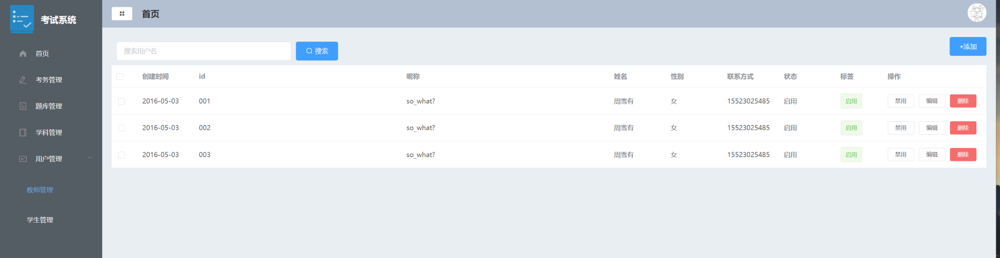 考试系统
首页
考务管理
题库管理
学科管理
用户管理
教师管理
学生管理
首页
搜索用户名 搜索 +添加
创建时间 id 昵称 姓名 性别 联系方式 状态 标签 操作
2016-05-03 001 so_what? 周雪有 女 15523025485 启用 启用 禁用 编辑 删除
2016-05-03 002 so_what? 周雪有 女 15523025485 启用 启用 禁用 编辑 删除
2016-05-03 003 so_what? 周雪有 女 15523025485 启用 启用 禁用 编辑 删除